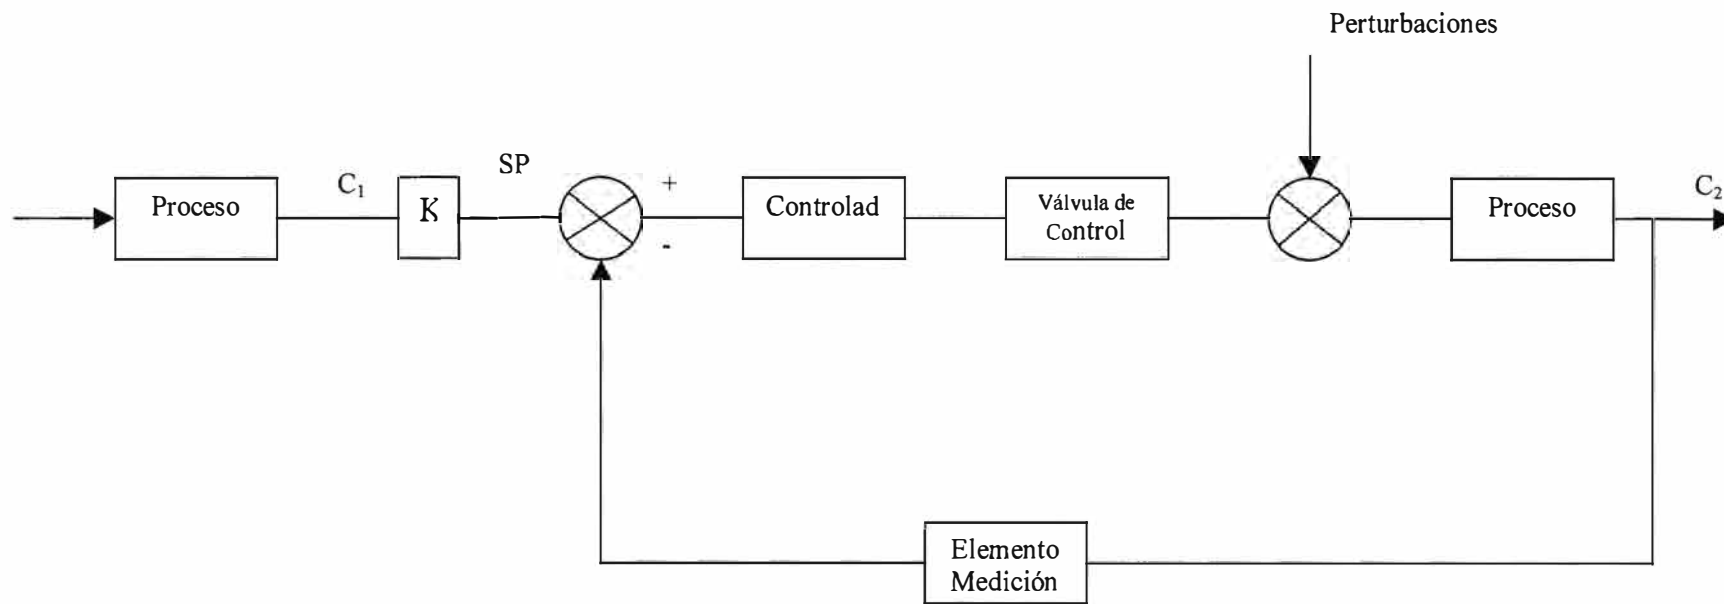 Perturbaciones
Proceso
C₁
K
SP
+
-
Controlad
Válvula de
Control
Proceso
C₂
Elemento
Medición